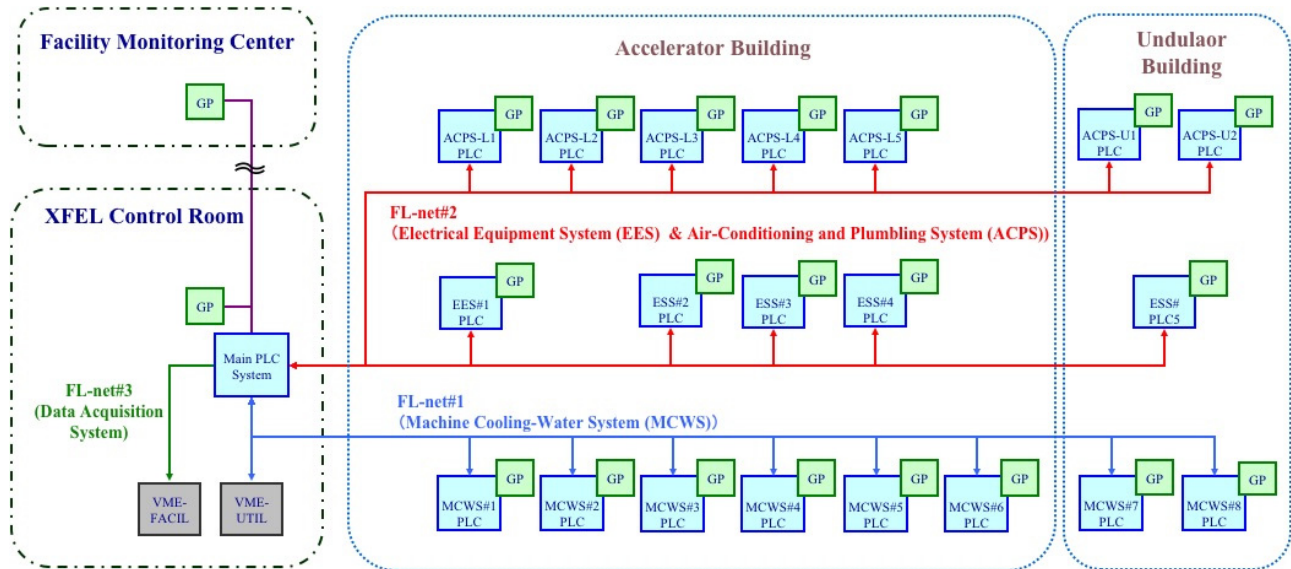 Facility Monitoring Center
GP
XFEL Control Room
GP
Main PLC
System
FL-net#3
(Data Acquisition
System)
VME-
FACIL
VME-
UTIL
Accelerator Building
GP
ACPS-L1
PLC
GP
ACPS-L2
PLC
GP
ACPS-L3
PLC
GP
ACPS-L4
PLC
GP
ACPS-L5
PLC
FL-net#2
(Electrical Equipment System (EES) & Air-Conditioning and Plumbling System (ACPS))
GP
EES#1
PLC
GP
ESS#2
PLC
GP
ESS#3
PLC
GP
ESS#4
PLC
FL-net#1
(Machine Cooling-Water System (MCWS))
GP
MCWS#1
PLC
GP
MCWS#2
PLC
GP
MCWS#3
PLC
GP
MCWS#4
PLC
GP
MCWS#5
PLC
GP
MCWS#6
PLC
Undulaor
Building
GP
ACPS-U1
PLC
GP
ACPS-U2
PLC
GP
ESS#
PLC5
GP
MCWS#7
PLC
GP
MCWS#8
PLC